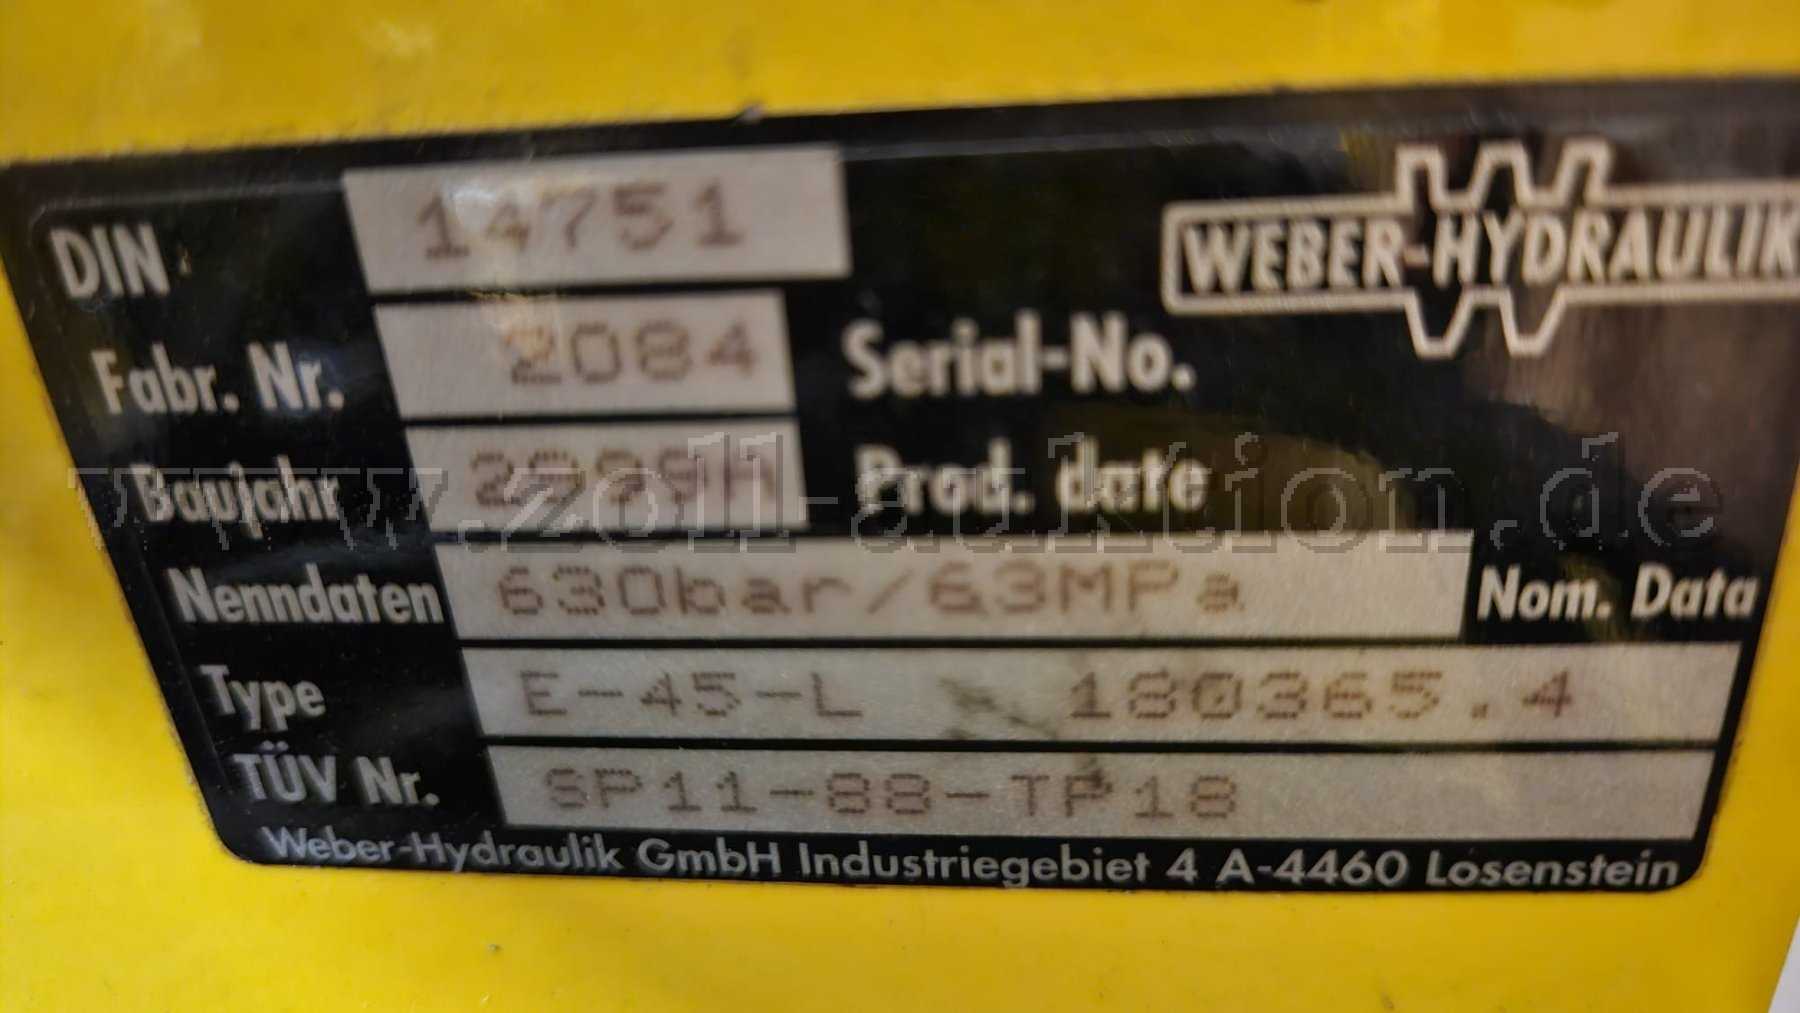 DIN 14751
WEBER-HYDRAULIK
Fabr. Nr. 2084 Serial-No.
Baujahr Prod. date
www.zoll-auktion.de
Nenndaten 630bar/63MPa Nom. Data
Type E-45-L 180365.4
TÜV Nr. SP11-88-TP18
Weber-Hydraulik GmbH Industriegebiet 4 A-4460 Losenstein